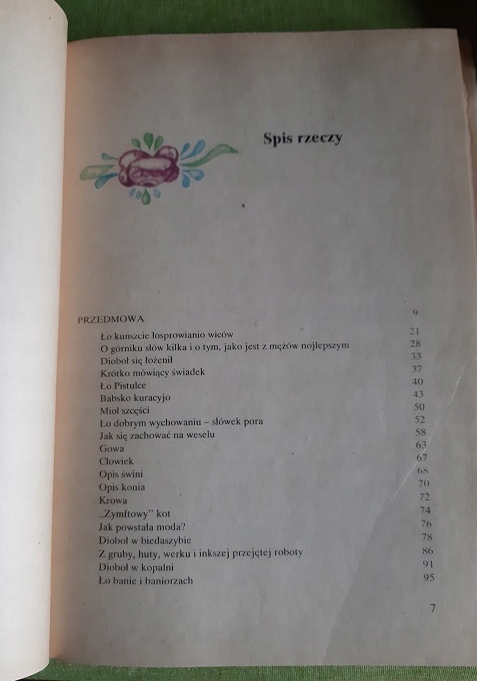 Spis rzeczy
PRZEDMOWA 9
Ło kunszcie łosprowianio wiców 21
O górniku słów kilka i o tym, jako jest z mężów nojlepszym 28
Dioboł się łożenił 33
Krótko mówiący świadek 37
Ło Pistulce 40
Babsko kuracyjo 43
Mioł szczęści 50
Ło dobrym wychowaniu – słówek pora 52
Jak się zachować na weselu 58
Gowa 63
Człowiek 67
Opis świni 68
Opis konia 70
Krowa 72
„Zymftowy" kot 74
Jak powstała moda? 76
Dioboł w biedaszybie 78
Z gruby, huty, werku i inkszej przejętej roboty 86
Dioboł w kopalni 91
Ło banie i baniorzach 95
7